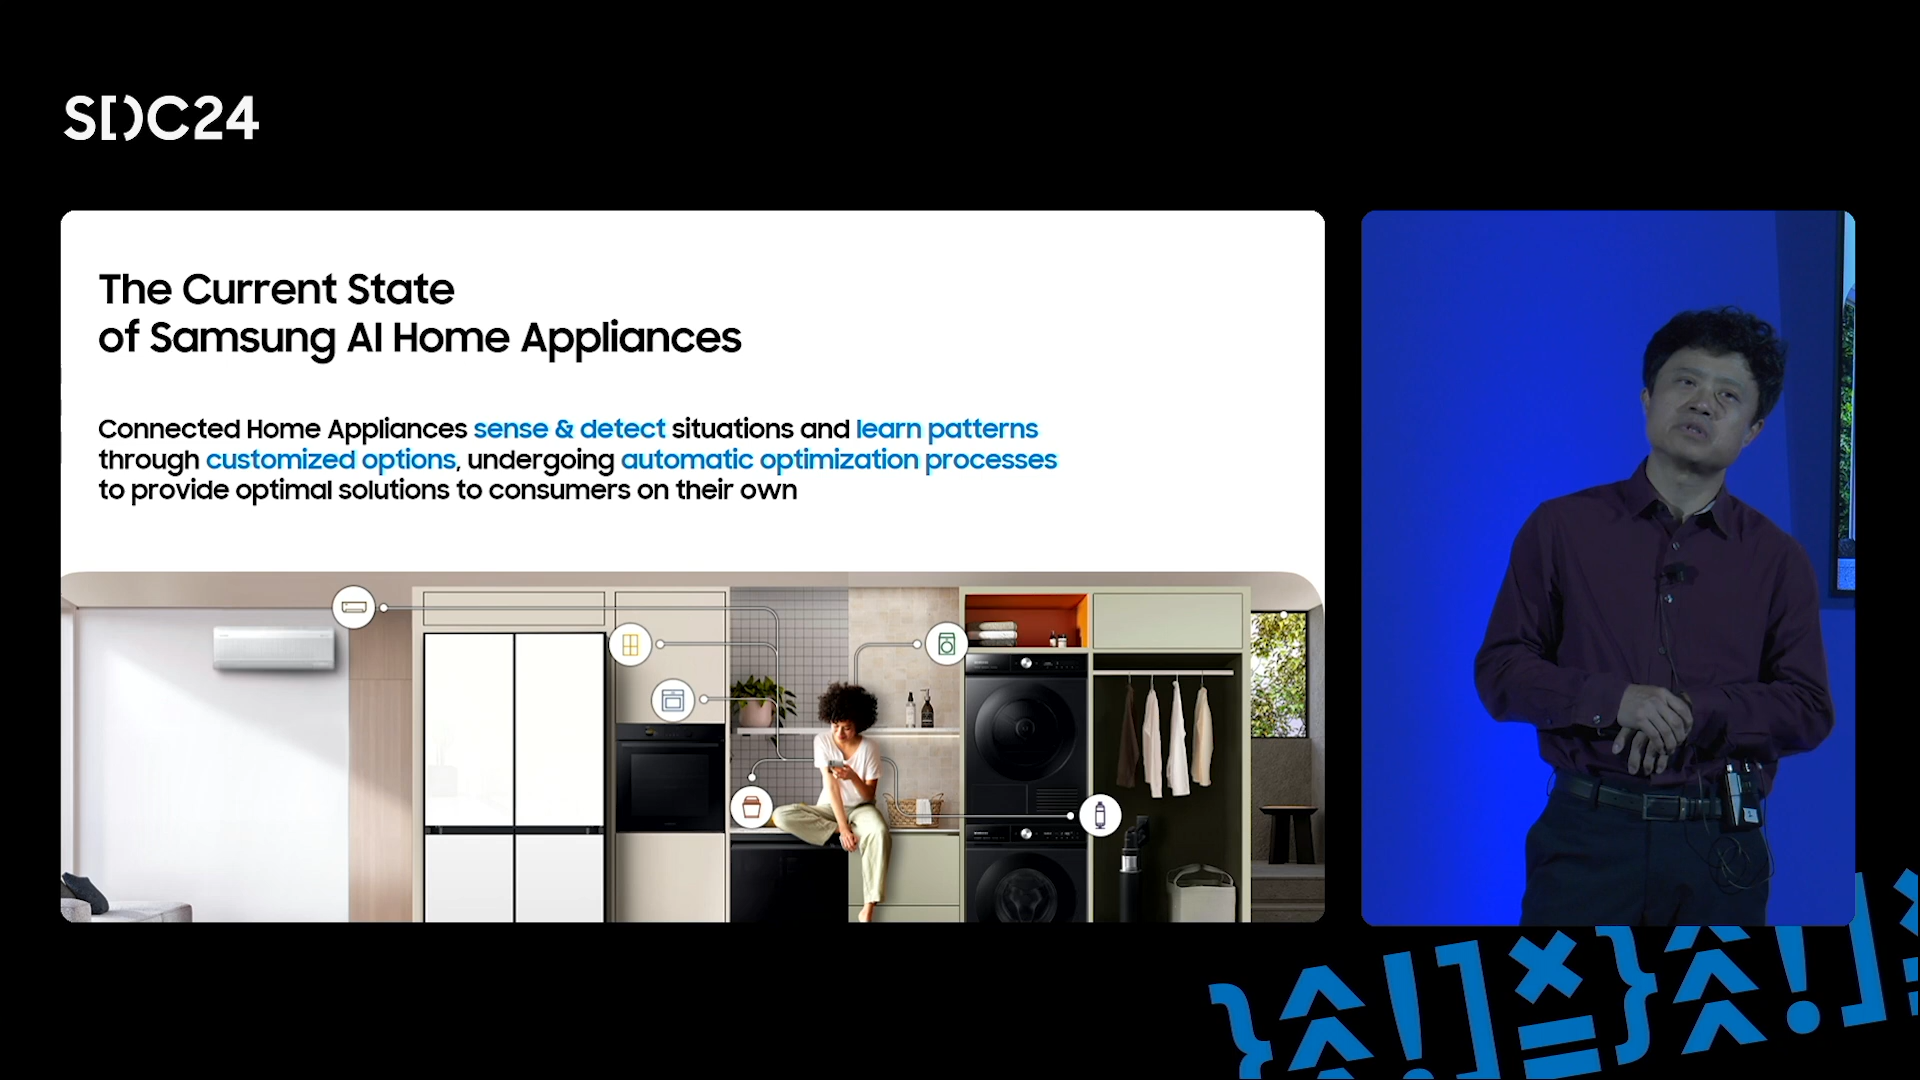 SDC24
The Current State
of Samsung AI Home Appliances
Connected Home Appliances sense & detect situations and learn patterns
through customized options, undergoing automatic optimization processes
to provide optimal solutions to consumers on their own